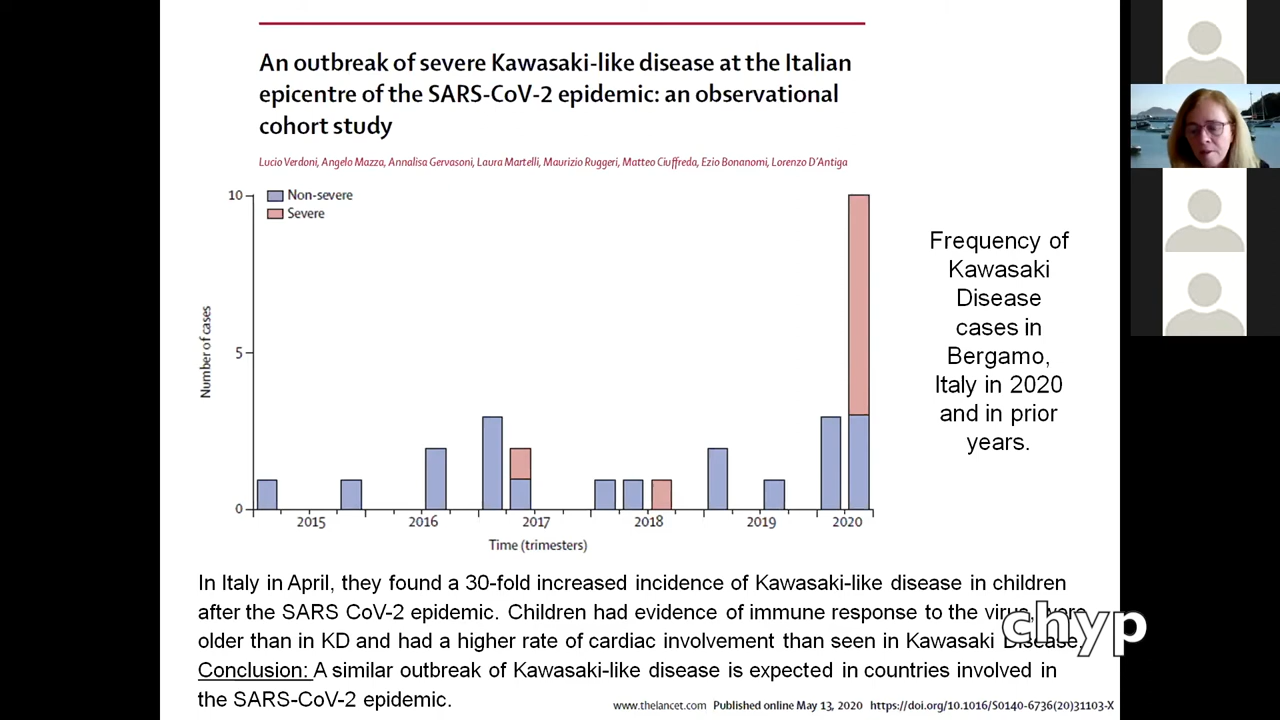 An outbreak of severe Kawasaki-like disease at the Italian
epicentre of the SARS-CoV-2 epidemic: an observational
cohort study
Lucio Verdoni, Angelo Mazza, Annalisa Gervasoni, Laura Martelli, Maurizio Ruggeri, Matteo Ciuffreda, Ezio Bonanomi, Lorenzo D'Antiga
Non-severe
Severe
10
5
0
Number of cases
2015 2016 2017 2018 2019 2020
Time (trimesters)
Frequency of
Kawasaki
Disease
cases in
Bergamo,
Italy in 2020
and in prior
years.
In Italy in April, they found a 30-fold increased incidence of Kawasaki-like disease in children
after the SARS CoV-2 epidemic. Children had evidence of immune response to the virus, were
older than in KD and had a higher rate of cardiac involvement than seen in Kawasaki Disease.
Conclusion: A similar outbreak of Kawasaki-like disease is expected in countries involved in
the SARS-CoV-2 epidemic.
chyp
www.thelancet.com Published online May 13, 2020 https://doi.org/10.1016/S0140-6736(20)31103-X